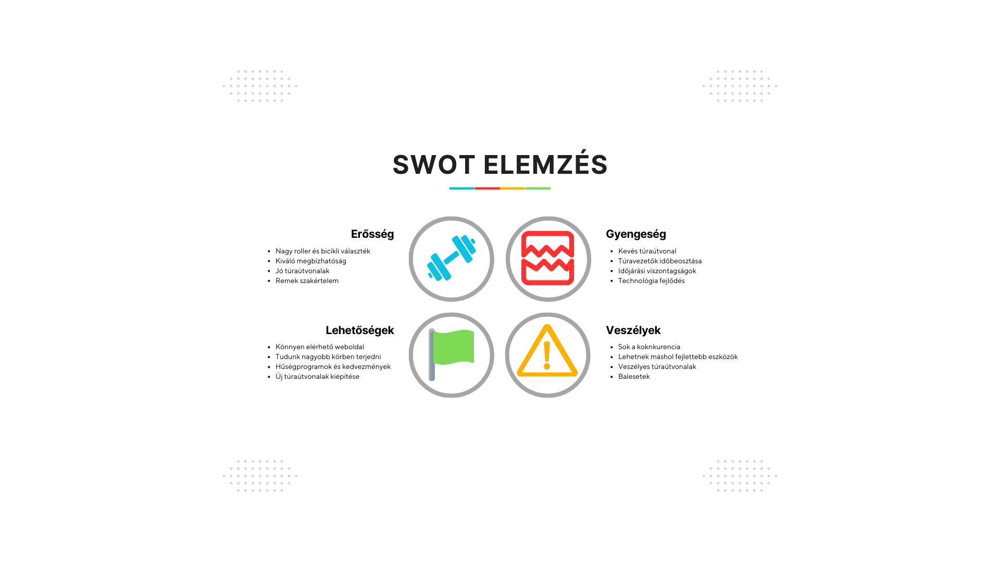 SWOT ELEMZÉS
Erősség
Nagy roller és bicikli választék
Kiváló megbízhatóság
Jó túraútvonalak
Remek szakértelem
Gyengeség
Kevés túraútvonal
Túravezetők időbeosztása
Időjárási viszontagságok
Technológia fejlődés
Lehetőségek
Könnyen elérhető weboldal
Tudunk nagyobb körben terjedni
Hűségprogramok és kedvezmények
Új túraútvonalak kiépítése
Veszélyek
Sok a koknkurencia
Lehetnek máshol fejlettebb eszközök
Veszélyes túraútvonalak
Balesetek